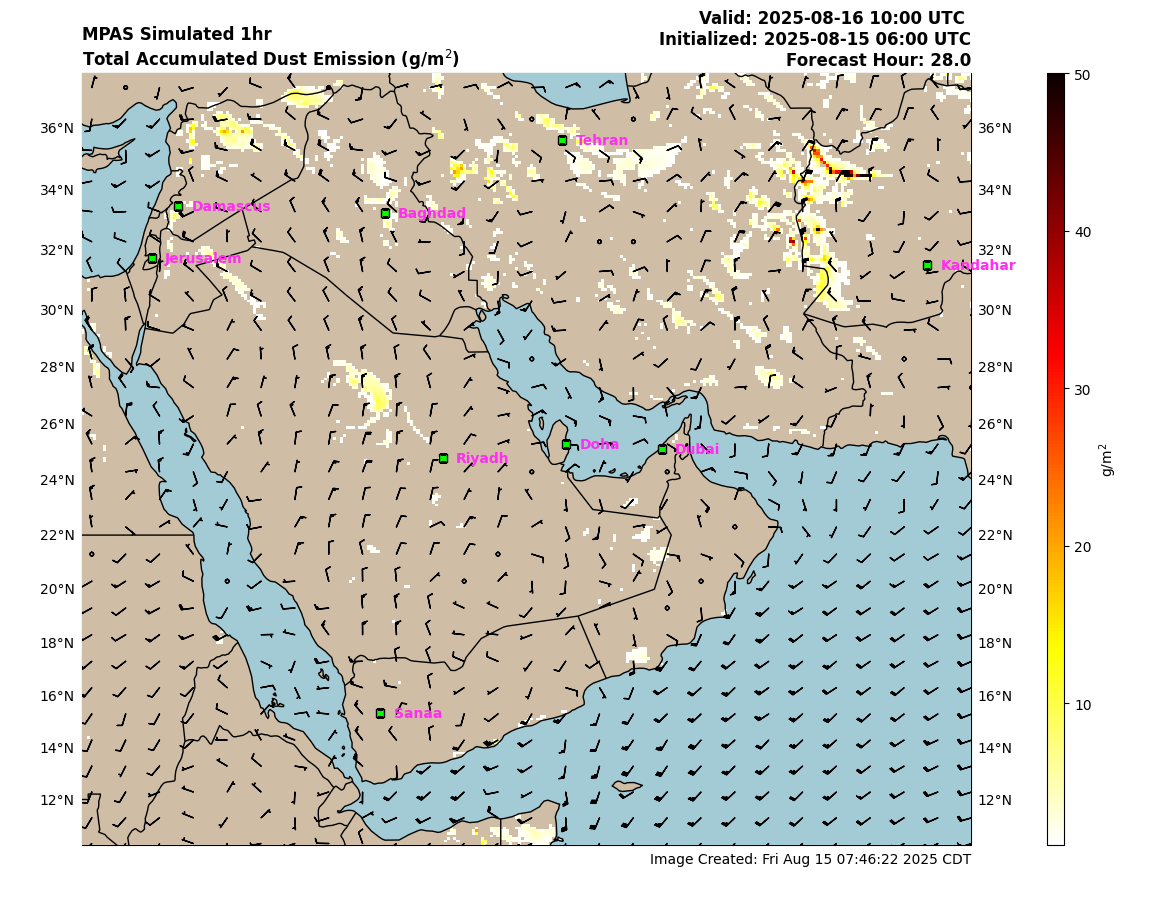 MPAS Simulated 1hr
Total Accumulated Dust Emission (g/m²)
Valid: 2025-08-16 10:00 UTC
Initialized: 2025-08-15 06:00 UTC
Forecast Hour: 28.0
36°N
34°N
32°N
30°N
28°N
26°N
24°N
22°N
20°N
18°N
16°N
14°N
12°N
Tehran
Damascus
Baghdad
Jerusalem
Kandahar
Doha
Dubai
Riyadh
Sanaa
36°N
34°N
32°N
30°N
28°N
26°N
24°N
22°N
20°N
18°N
16°N
14°N
12°N
50
40
30
20
10
g/m²
Image Created: Fri Aug 15 07:46:22 2025 CDT